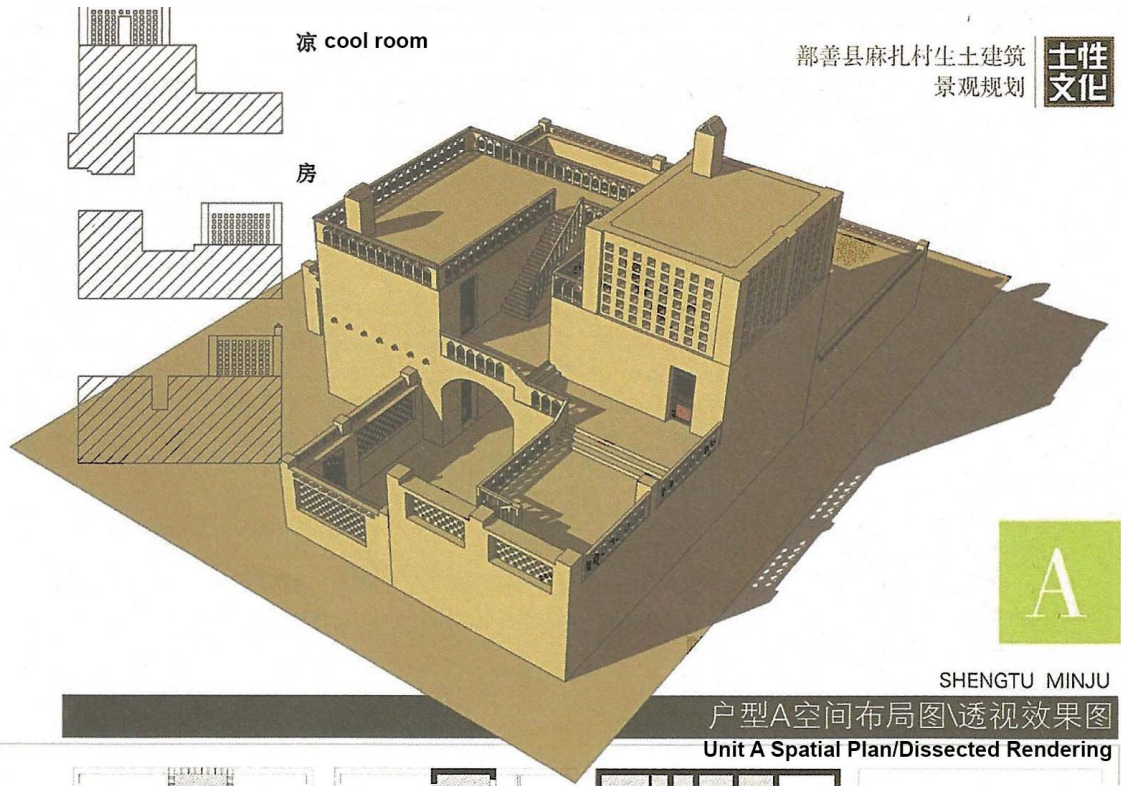 凉 cool room
房
鄯善县麻扎村生土建筑
景观规划
土性
文化
A
SHENGTU MINJU
户型A空间布局图\透视效果图
Unit A Spatial Plan/Dissected Rendering